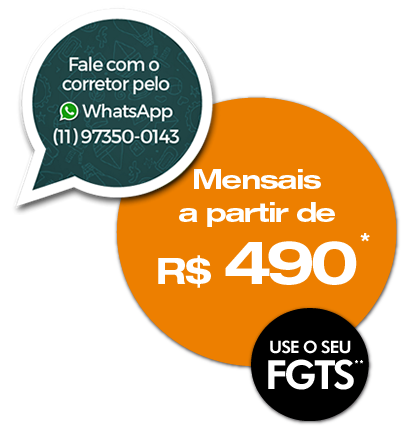 Fale com o
corretor pelo
WhatsApp
(11) 97350-0143
Mensais
a partir de
R$ 490*
USE O SEU
FGTS**